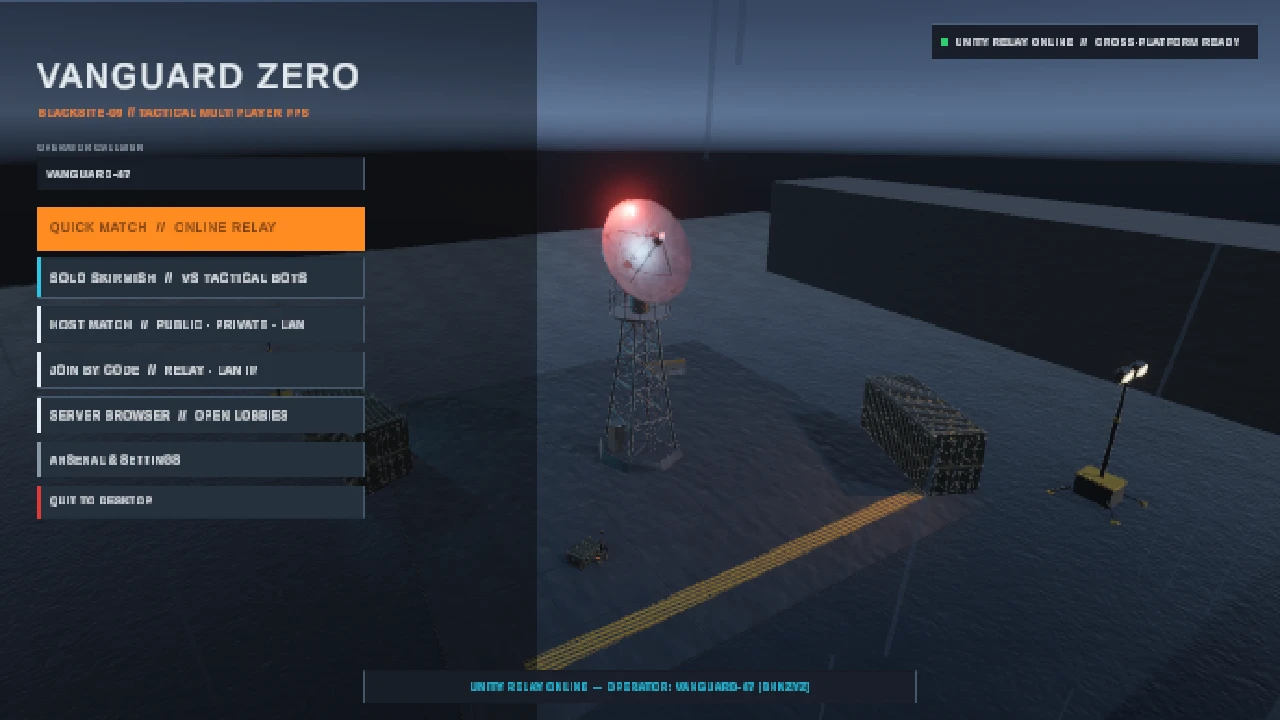 VANGUARD ZERO
BLACKSITE-09 // TACTICAL MULTIPLAYER FPS
OPERATOR CALLSIGN
VANGUARD-47
QUICK MATCH // ONLINE RELAY
SOLO SKIRMISH // VS TACTICAL BOTS
HOST MATCH // PUBLIC · PRIVATE · LAN
JOIN BY CODE // RELAY · LAN IP
SERVER BROWSER // OPEN LOBBIES
ARSENAL & SETTINGS
QUIT TO DESKTOP
UNITY RELAY ONLINE // CROSS-PLATFORM READY
UNITY RELAY ONLINE — OPERATOR: VANGUARD-47